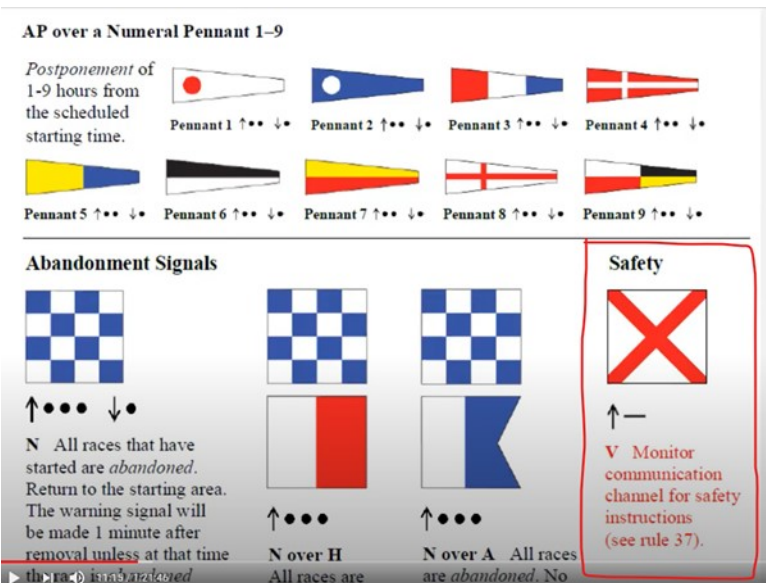 AP over a Numeral Pennant 1–9
Postponement of
1-9 hours from
the scheduled
starting time.
Pennant 1 ↑•• ↓•
Pennant 2 ↑•• ↓•
Pennant 3 ↑•• ↓•
Pennant 4 ↑•• ↓•
Pennant 5 ↑•• ↓•
Pennant 6 ↑•• ↓•
Pennant 7 ↑•• ↓•
Pennant 8 ↑•• ↓•
Pennant 9 ↑•• ↓•
Abandonment Signals
↑••• ↓•
N All races that have
started are abandoned.
Return to the starting area.
The warning signal will
be made 1 minute after
removal unless at that time
the race is abandoned
↑•••
N over H
All races are
↑•••
N over A All races
are abandoned. No
Safety
↑—
V Monitor
communication
channel for safety
instructions
(see rule 37).